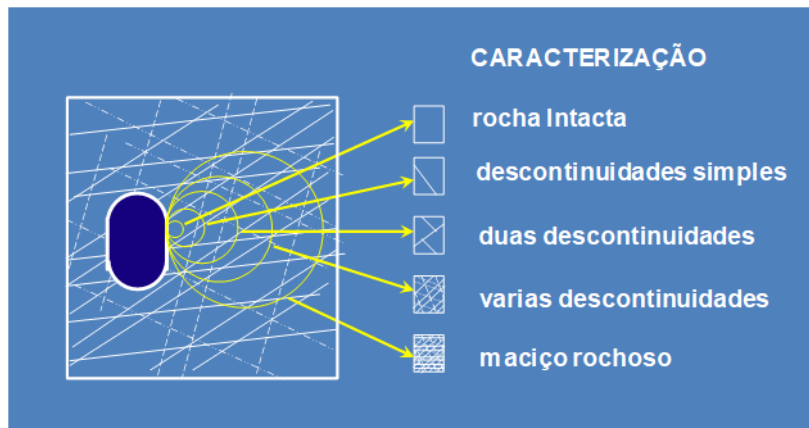 CARACTERIZAÇÃO
rocha Intacta
descontinuidades simples
duas descontinuidades
varias descontinuidades
maciço rochoso